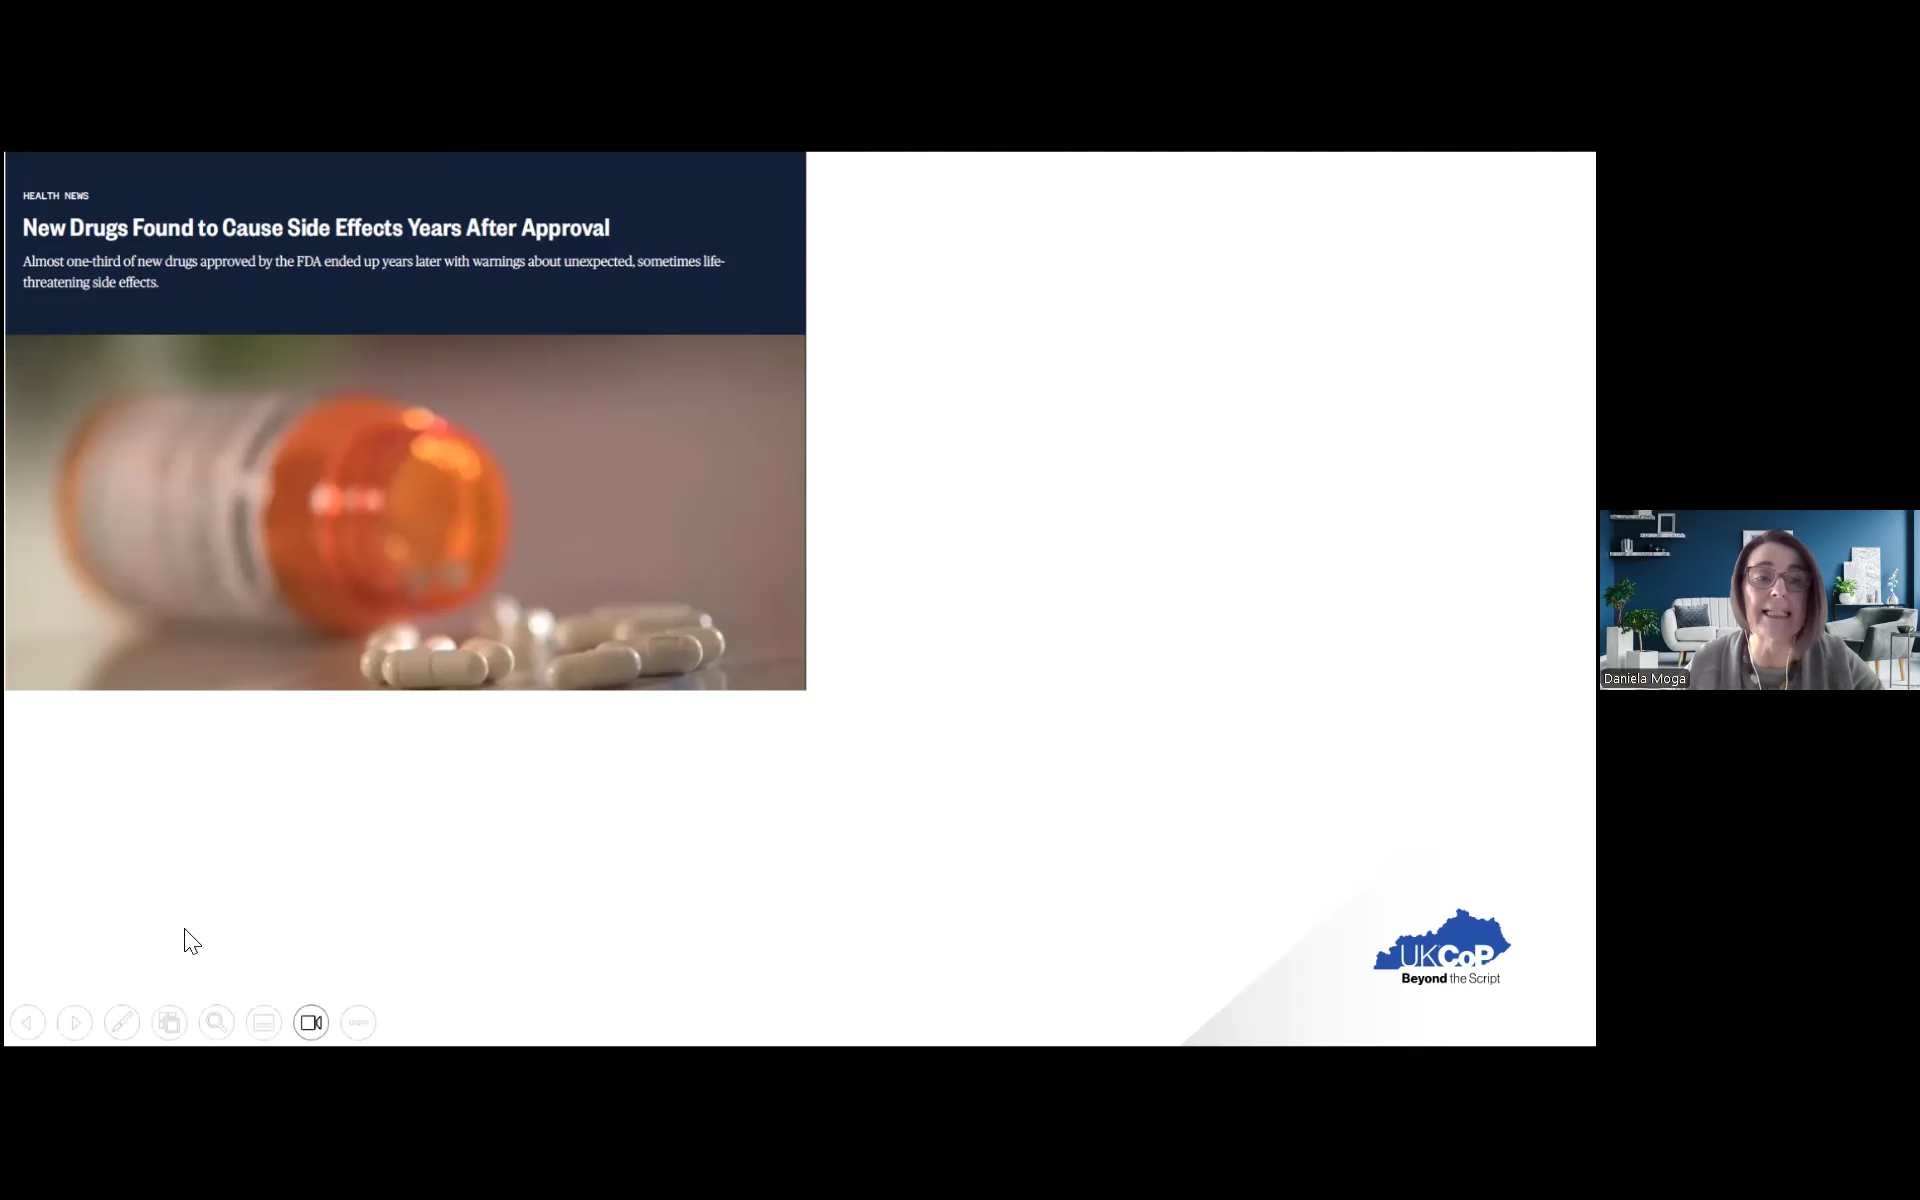 HEALTH NEWS
New Drugs Found to Cause Side Effects Years After Approval
Almost one-third of new drugs approved by the FDA ended up years later with warnings about unexpected, sometimes life-
threatening side effects.
Daniela Moga
UKCoP
Beyond the Script